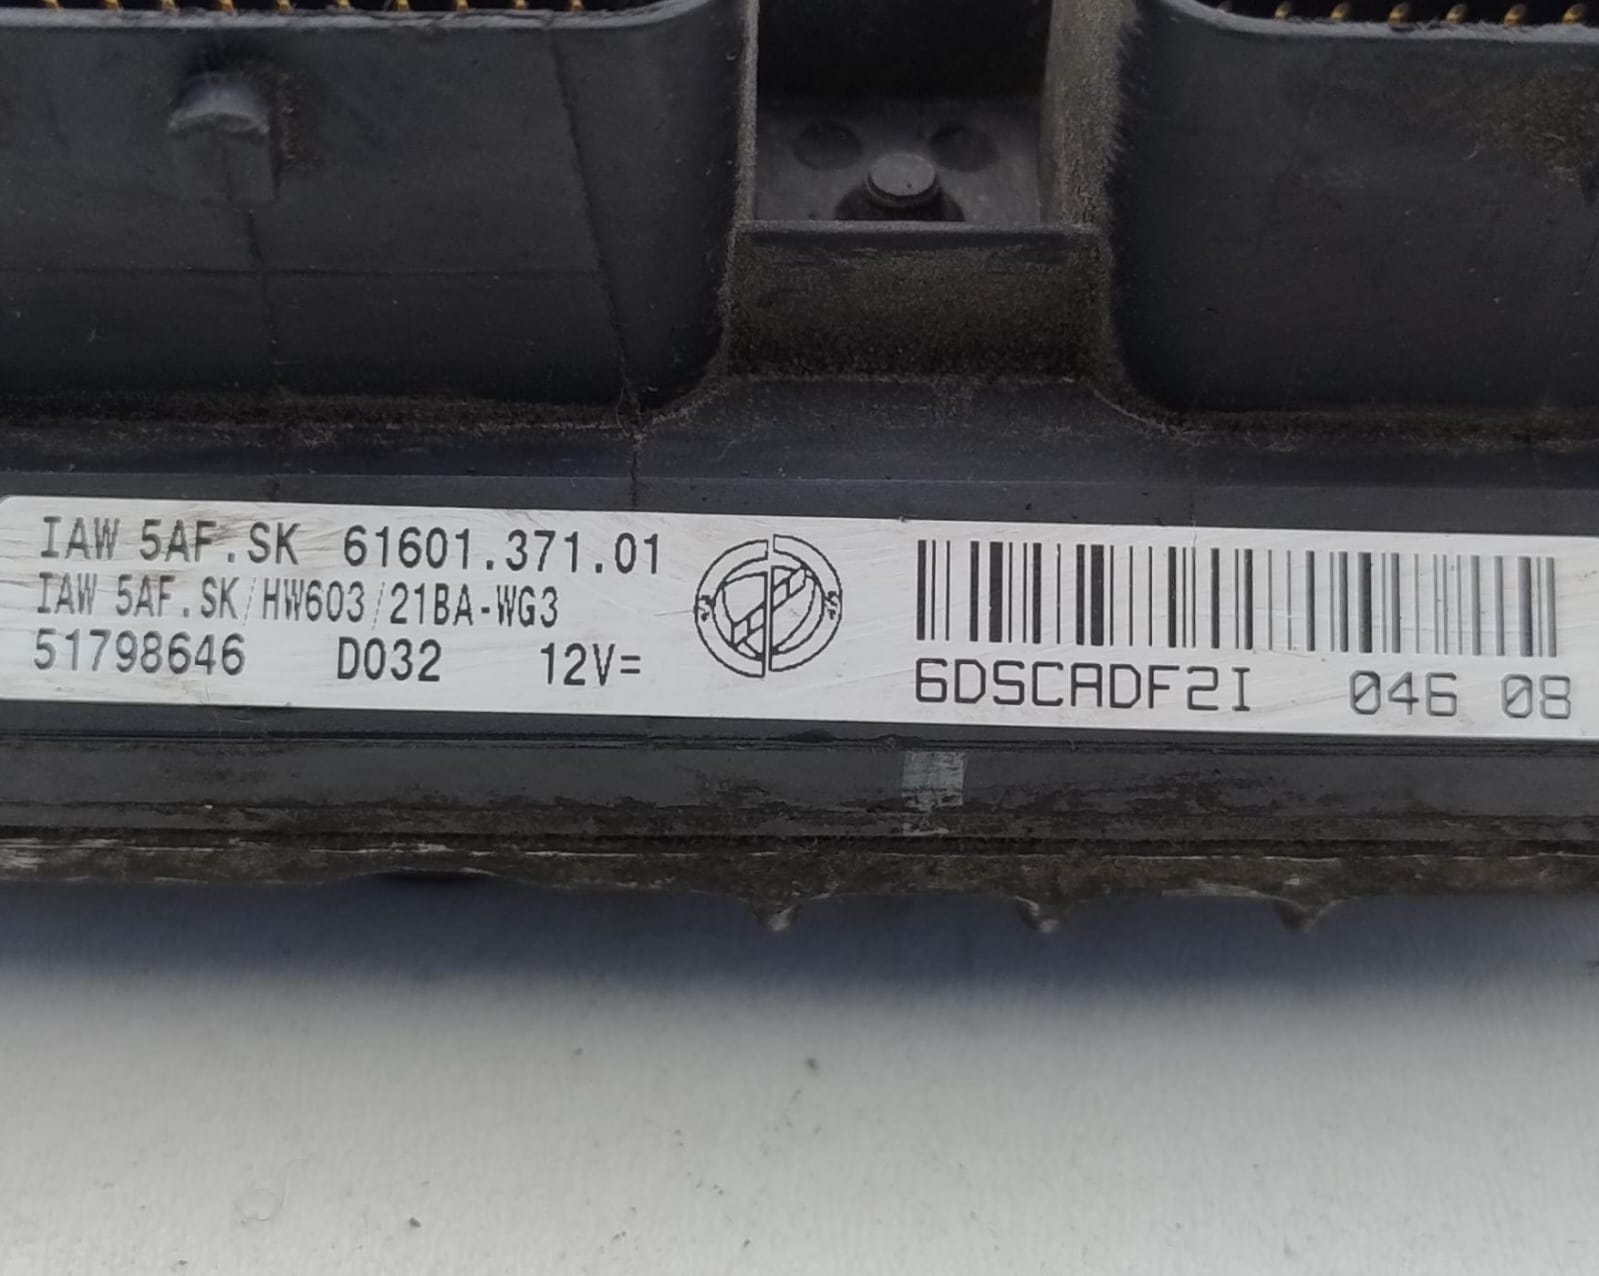 IAW 5AF.SK 61601.371.01
IAW 5AF.SK/HW603/21BA-WG3
51798646 D032 12V=
6DSCADF2I 046 08